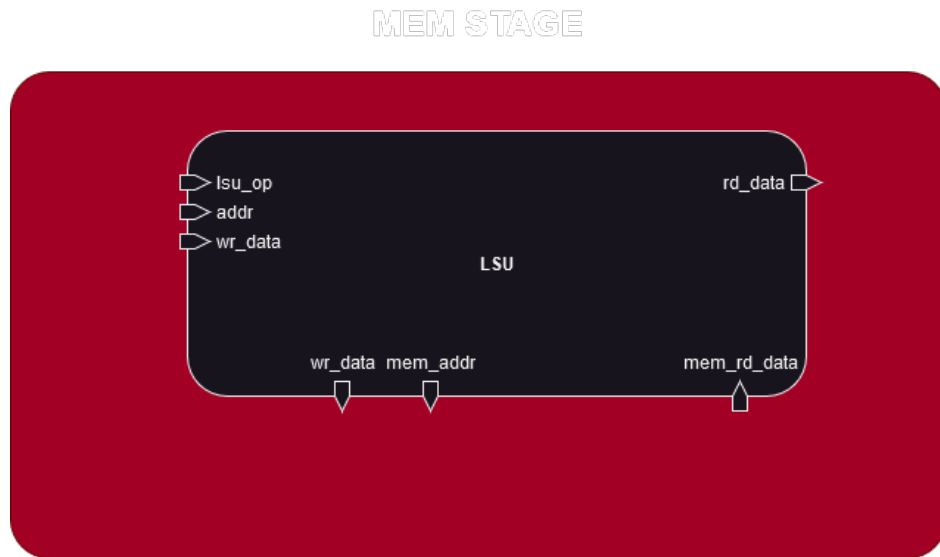 MEM STAGE
lsu_op
rd_data
addr
wr_data
LSU
wr_data mem_addr
mem_rd_data